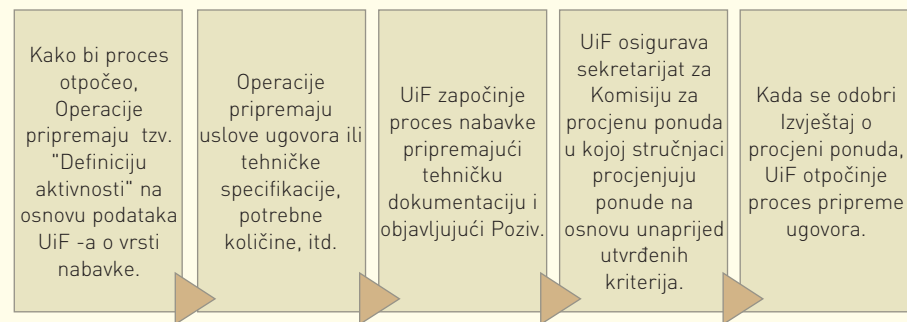 Kako bi proces
otpočeo,
Operacije
pripremaju tzv.
"Definiciju
aktivnosti" na
osnovu podataka
UiF -a o vrsti
nabavke.
Operacije
pripremaju
uslove ugovora ili
tehničke
specifikacije,
potrebne
količine, itd.
UiF započinje
proces nabavke
pripremajući
tehničku
dokumentaciju i
objavljujući Poziv.
UiF osigurava
sekretarijat za
Komisiju za
procjenu ponuda
u kojoj stručnjaci
procjenjuju
ponude na
osnovu unaprijed
utvrđenih
kriterija.
Kada se odobri
Izvještaj o
procjeni ponuda,
UiF otpočinje
proces pripreme
ugovora.